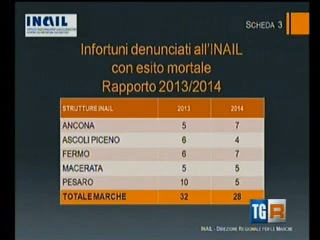 INAIL
SCHEDA 3
Infortuni denunciati all'INAIL
con esito mortale
Rapporto 2013/2014
STRUTTURE INAIL 2013 2014
ANCONA 5 7
ASCOLI PICENO 6 4
FERMO 6 7
MACERATA 5 5
PESARO 10 5
TOTALE MARCHE 32 28
TGR
INAIL - DIREZIONE REGIONALE PER LE MARCHE